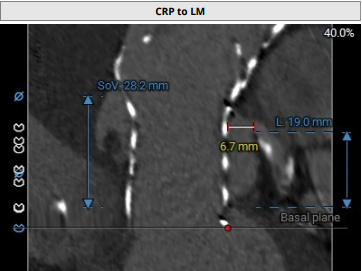 CRP to LM
40.0%
SoV 28.2 mm
L 19.0 mm
6.7 mm
Basal plane